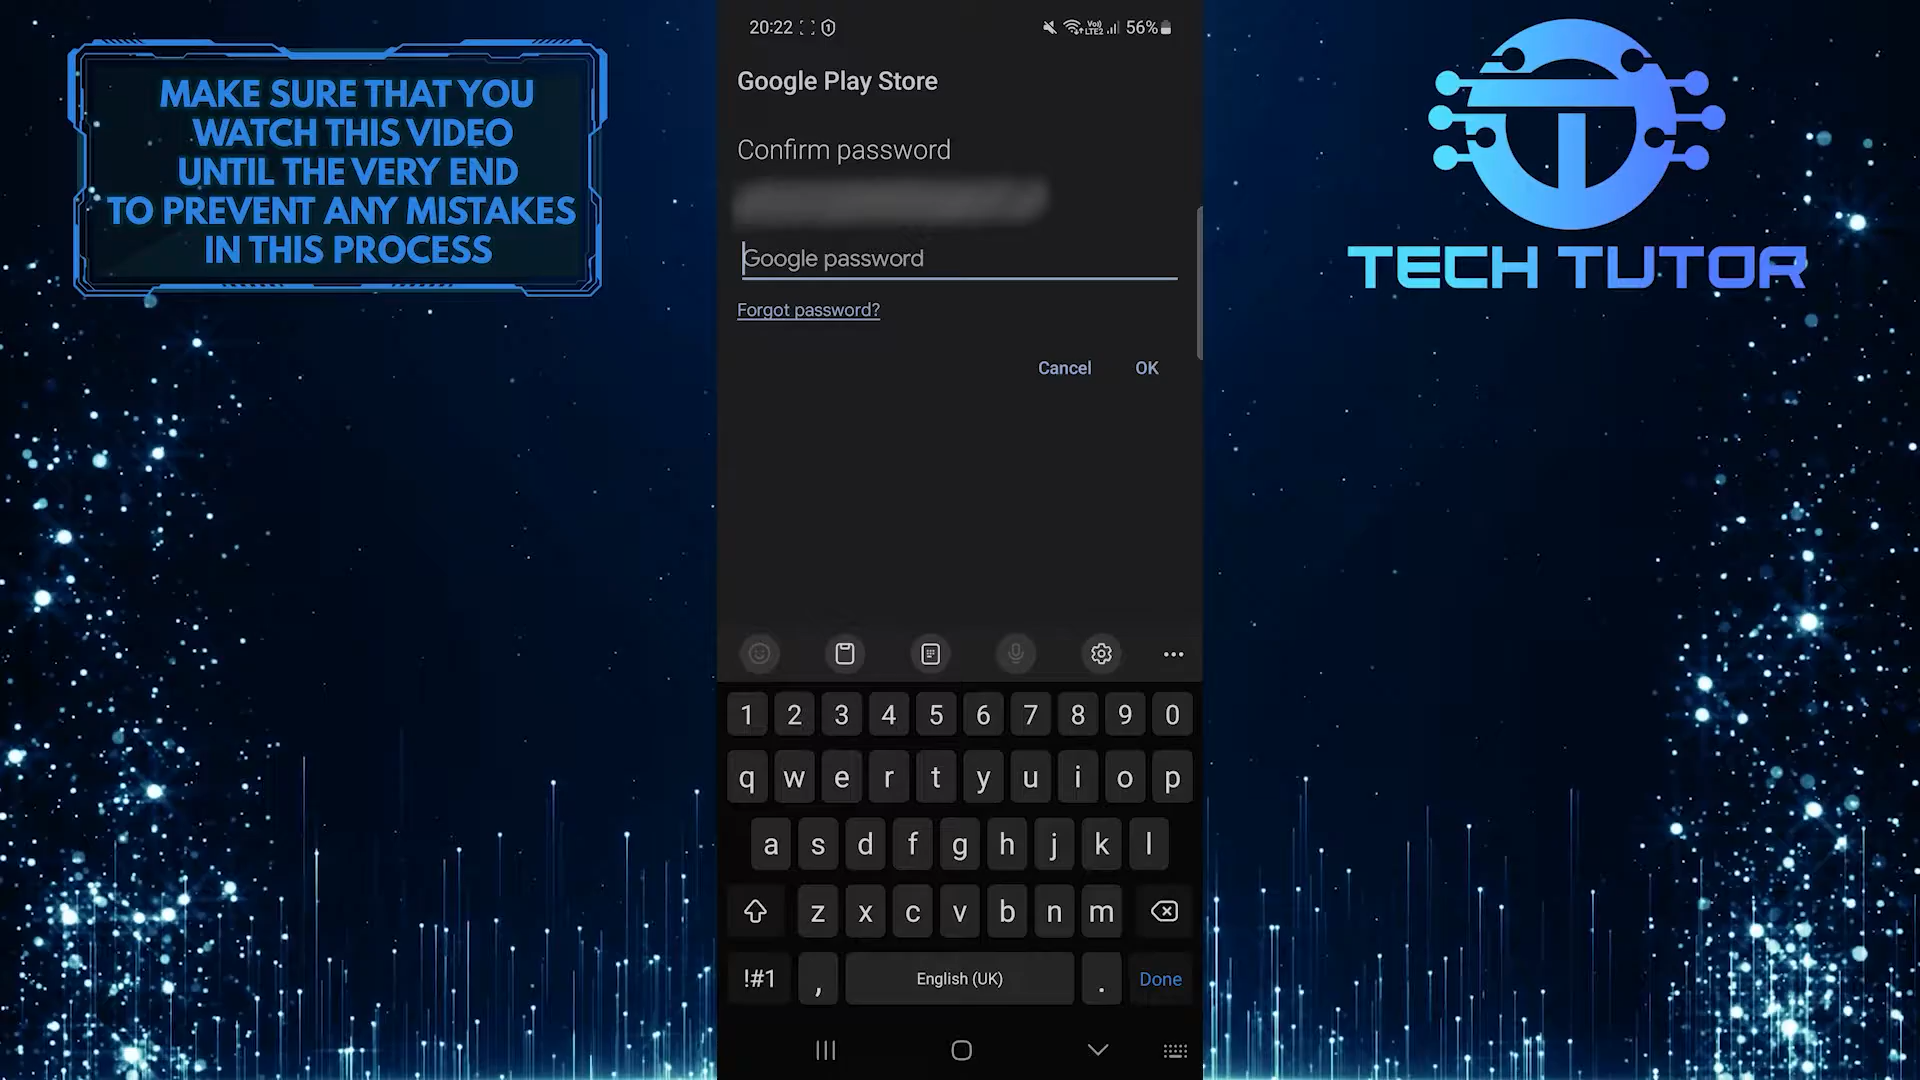 MAKE SURE THAT YOU
WATCH THIS VIDEO
UNTIL THE VERY END
TO PREVENT ANY MISTAKES
IN THIS PROCESS
20:22
Vo)) LTE2 56%
Google Play Store
Confirm password
Google password
Forgot password?
Cancel OK
1 2 3 4 5 6 7 8 9 0
q w e r t y u i o p
a s d f g h j k l
z x c v b n m
!#1 , English (UK) . Done
TECH TUTOR